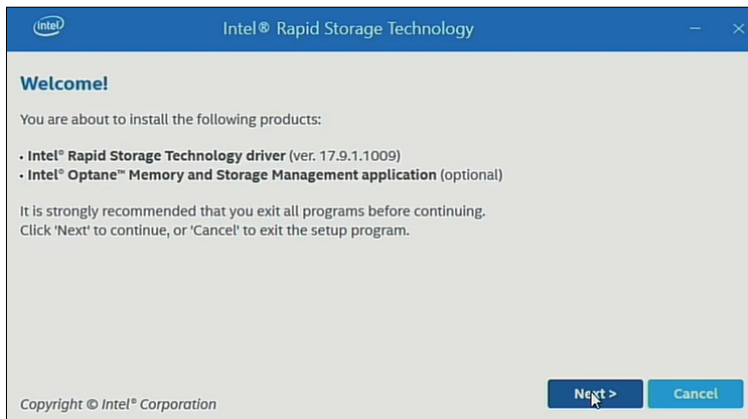 intel
Intel® Rapid Storage Technology
Welcome!
You are about to install the following products:
• Intel® Rapid Storage Technology driver (ver. 17.9.1.1009)
• Intel® Optane™ Memory and Storage Management application (optional)
It is strongly recommended that you exit all programs before continuing.
Click 'Next' to continue, or 'Cancel' to exit the setup program.
Next >
Cancel
Copyright © Intel® Corporation